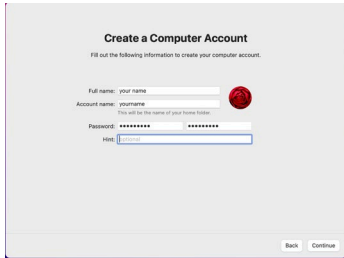 Create a Computer Account
Fill out the following information to create your computer account.
Full name: your name
Account name: yourname
This will be the name of your home folder.
Password: ●●●●●●●●● ●●●●●●●●●
Hint: optional
Back Continue